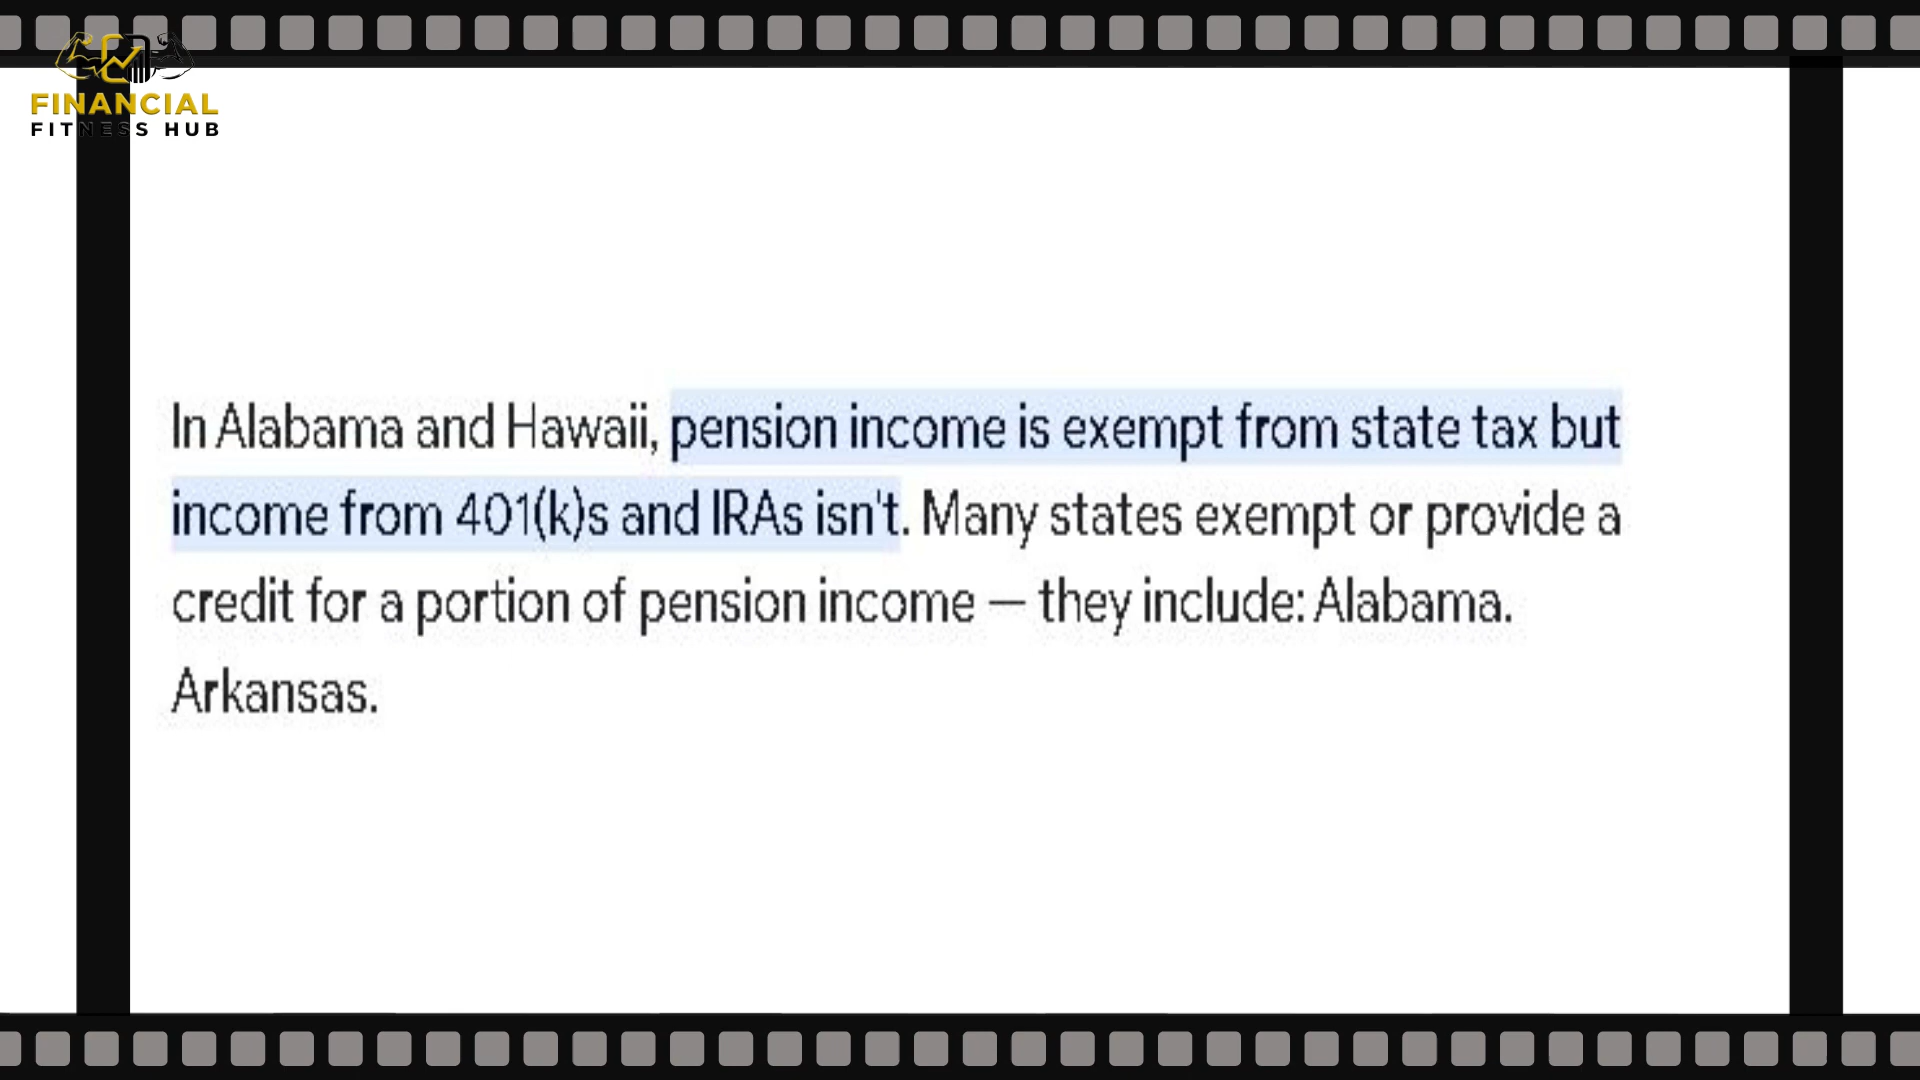 FINANCIAL
FITNESS HUB
In Alabama and Hawaii, pension income is exempt from state tax but
income from 401(k)s and IRAs isn't. Many states exempt or provide a
credit for a portion of pension income — they include: Alabama.
Arkansas.